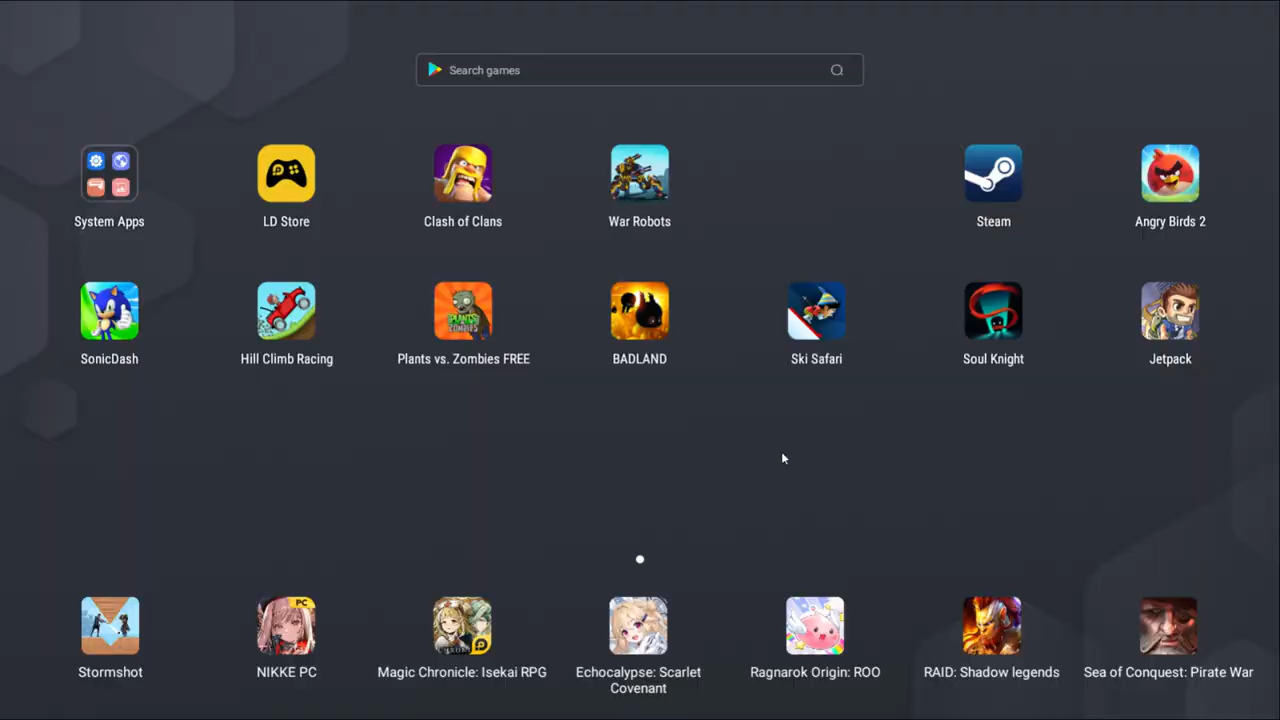 Search games
System Apps
LD Store
Clash of Clans
War Robots
Steam
Angry Birds 2
SonicDash
Hill Climb Racing
Plants vs. Zombies FREE
BADLAND
Ski Safari
Soul Knight
Jetpack
PC
Stormshot
NIKKE PC
Magic Chronicle: Isekai RPG
Echocalypse: Scarlet
Covenant
Ragnarok Origin: ROO
RAID: Shadow legends
Sea of Conquest: Pirate War